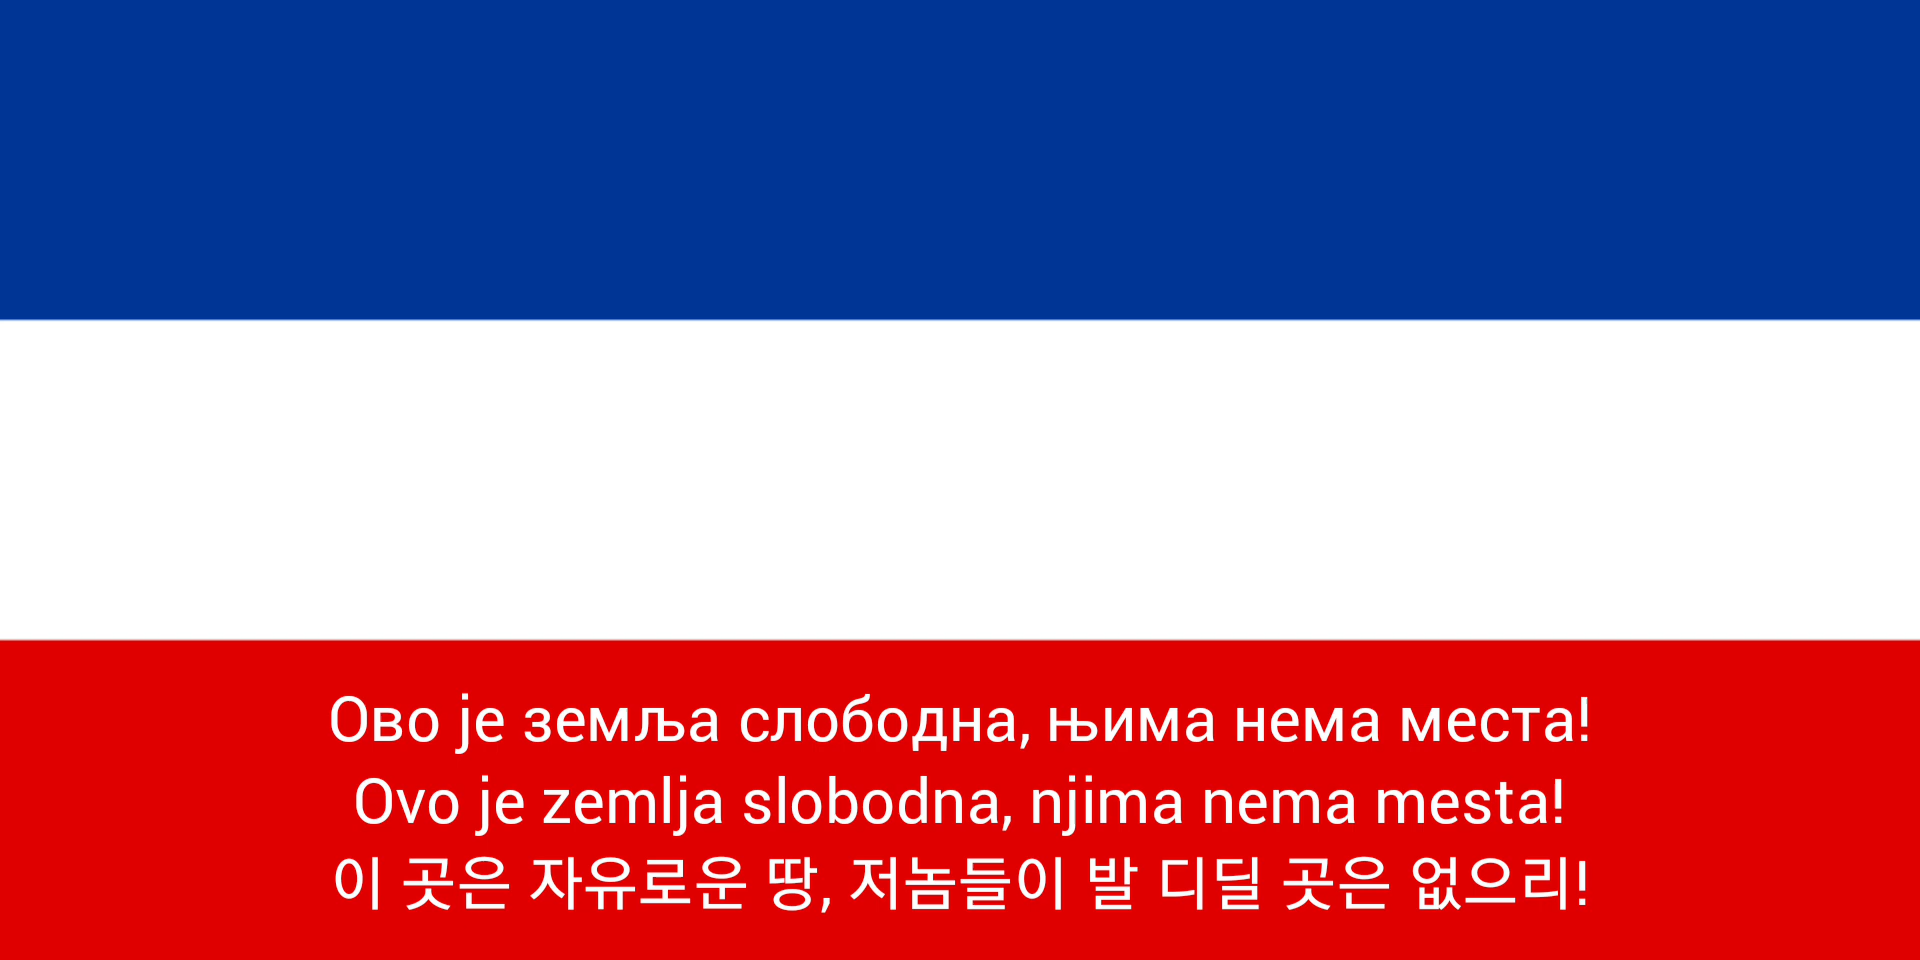 Ово је земља слободна, њима нема места!
Ovo je zemlja slobodna, njima nema mesta!
이 곳은 자유로운 땅, 저놈들이 발 디딜 곳은 없으리!